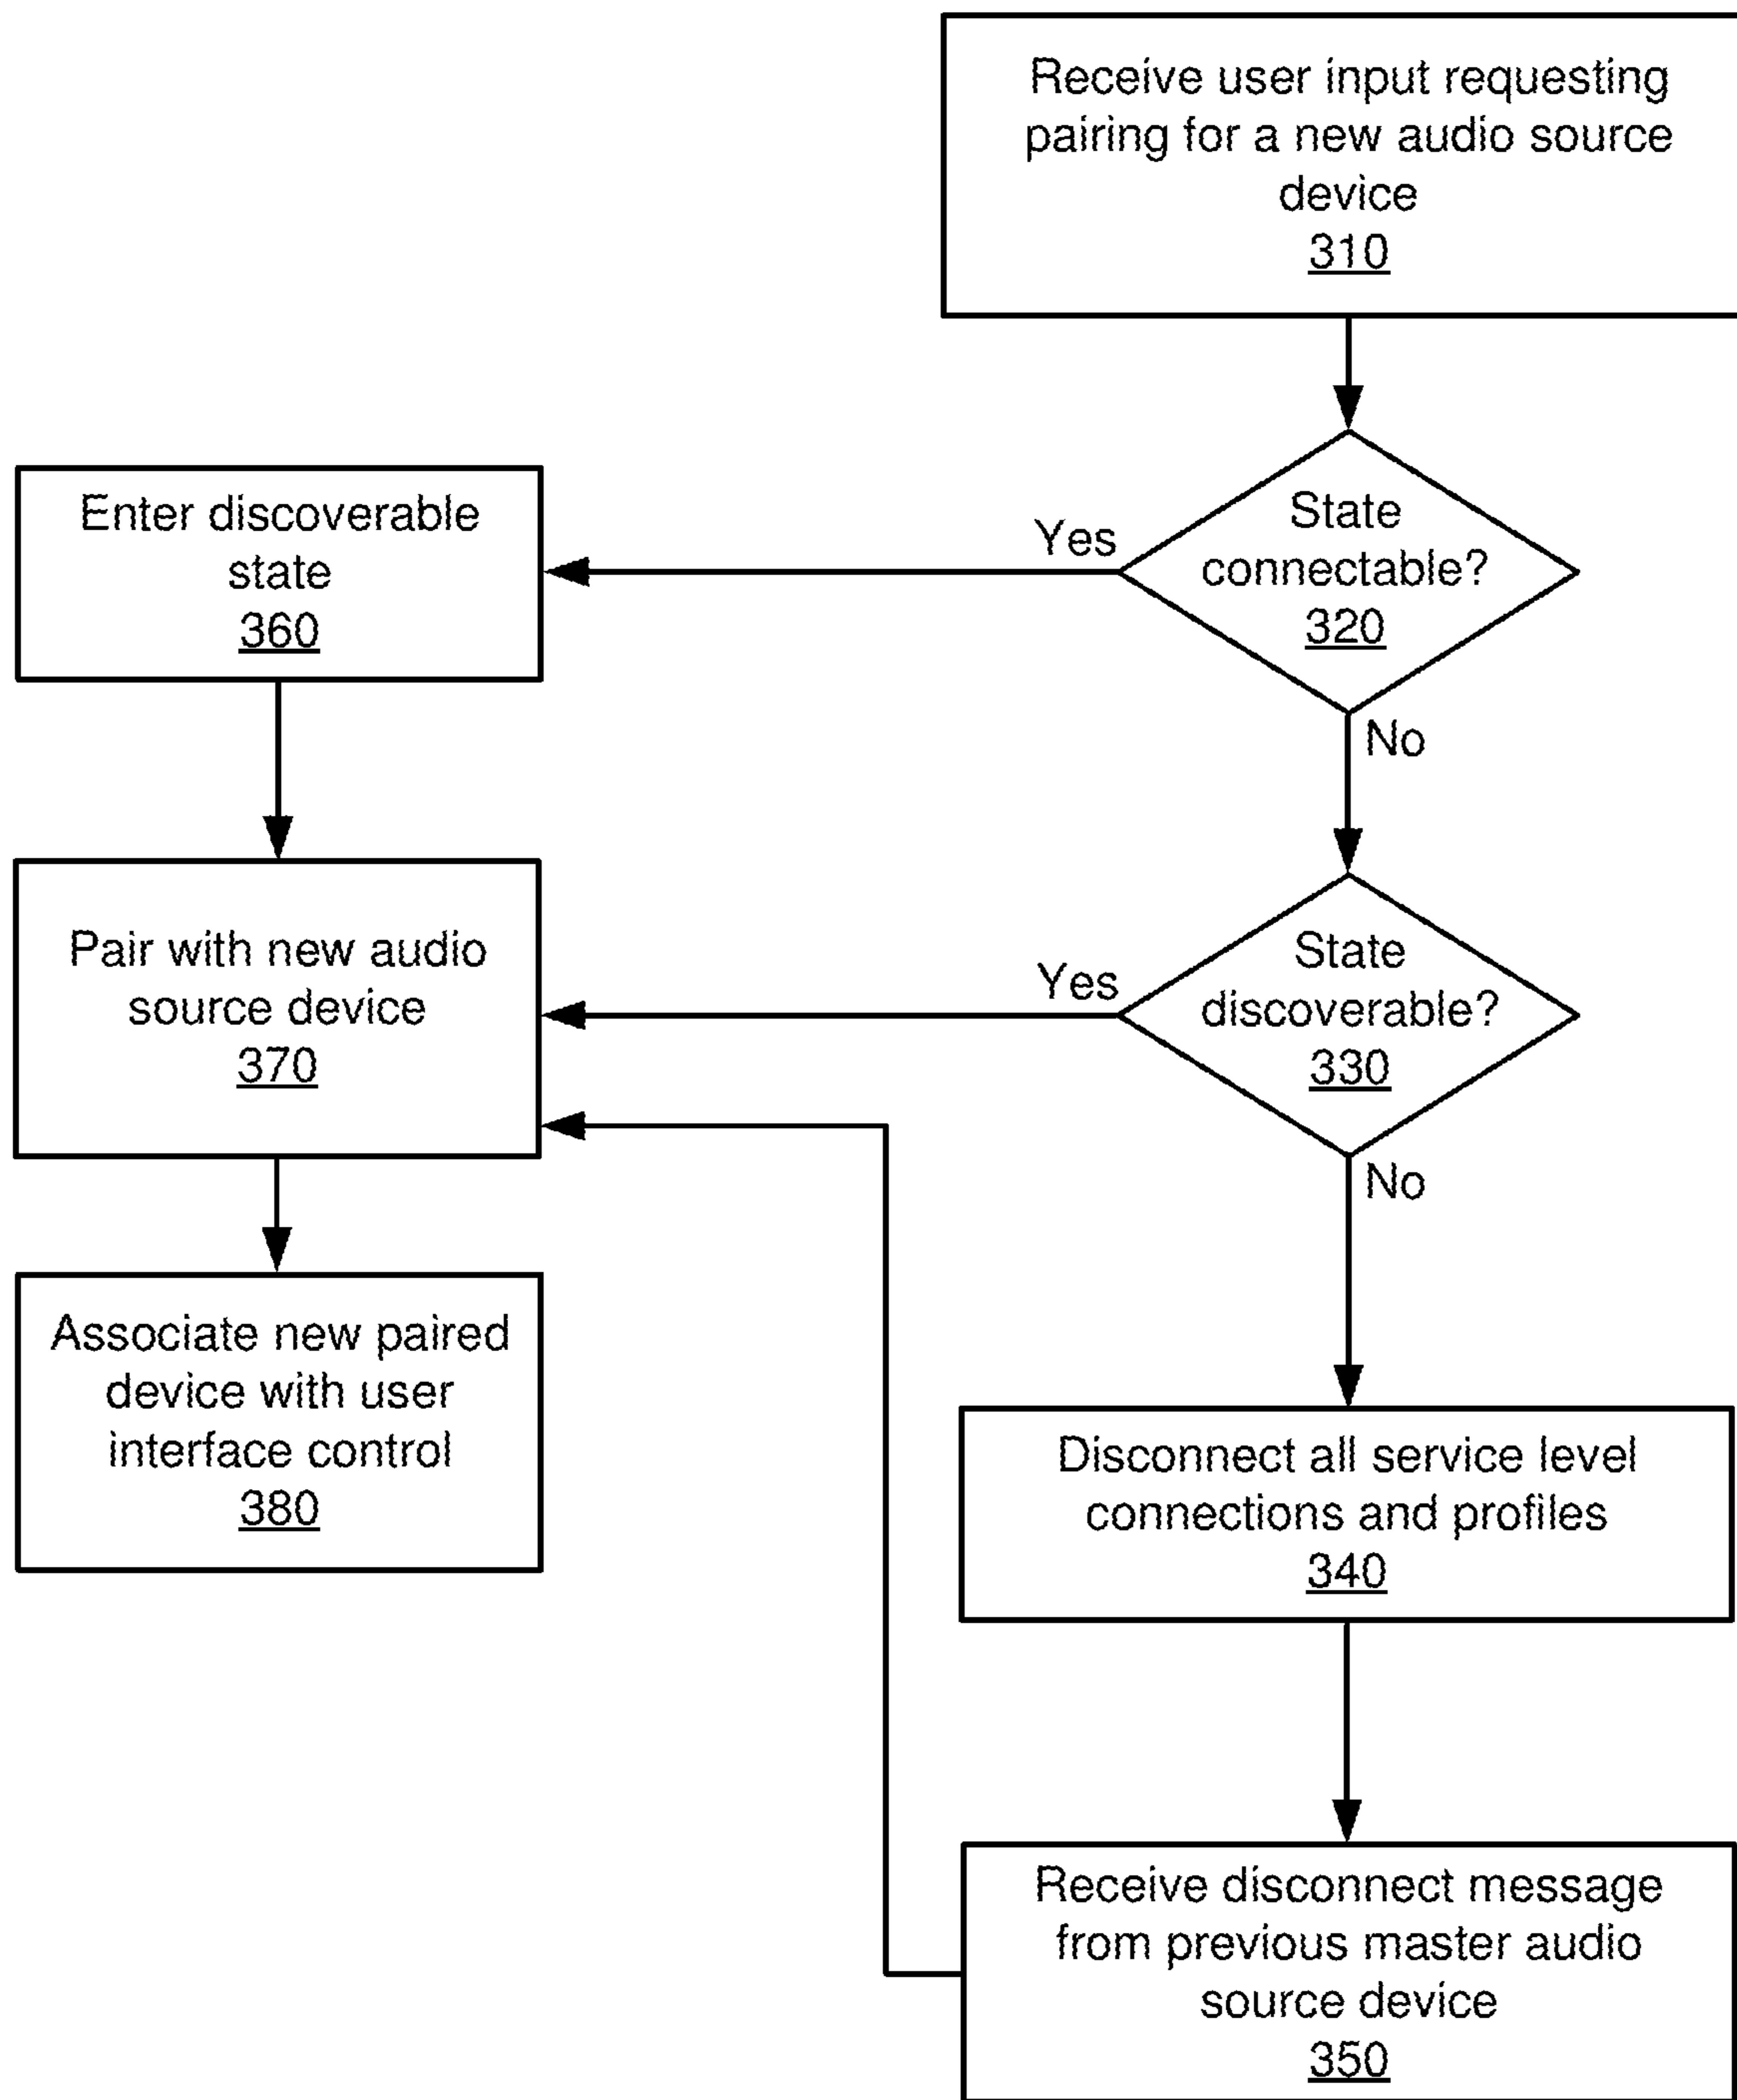 Receive user input requesting
pairing for a new audio source
device
310
State
connectable?
320
Yes
No
Enter discoverable
state
360
State
discoverable?
330
Yes
No
Pair with new audio
source device
370
Associate new paired
device with user
interface control
380
Disconnect all service level
connections and profiles
340
Receive disconnect message
from previous master audio
source device
350